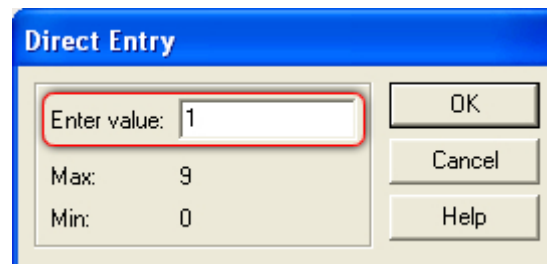 Direct Entry
Enter value: 1
Max: 9
Min: 0
OK
Cancel
Help